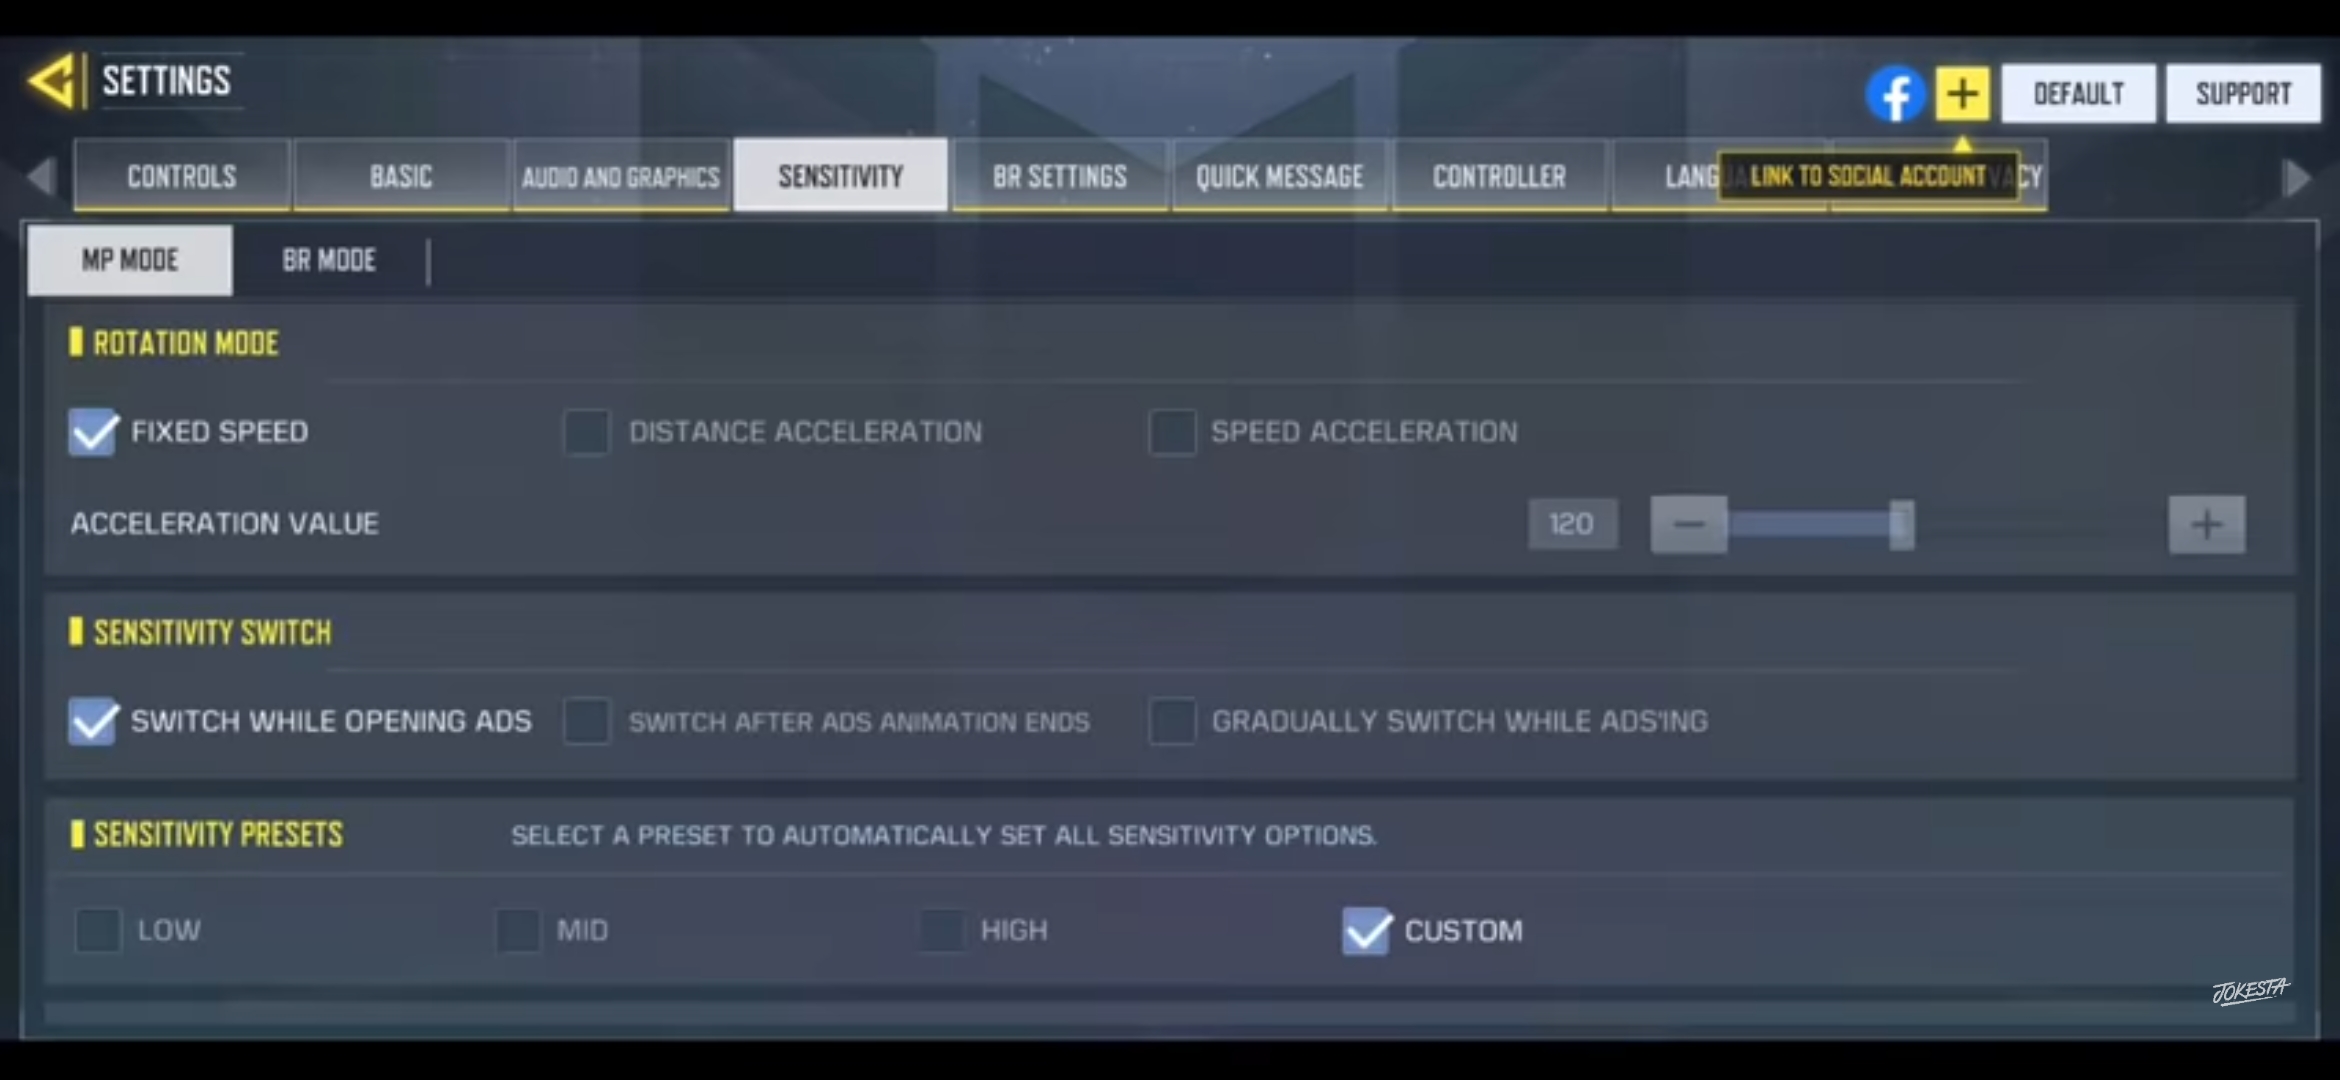 SETTINGS
DEFAULT
SUPPORT
CONTROLS
BASIC
AUDIO AND GRAPHICS
SENSITIVITY
BR SETTINGS
QUICK MESSAGE
CONTROLLER
LINK TO SOCIAL ACCOUNT
MP MODE
BR MODE
ROTATION MODE
FIXED SPEED
DISTANCE ACCELERATION
SPEED ACCELERATION
ACCELERATION VALUE
120
SENSITIVITY SWITCH
SWITCH WHILE OPENING ADS
SWITCH AFTER ADS ANIMATION ENDS
GRADUALLY SWITCH WHILE ADS'ING
SENSITIVITY PRESETS
SELECT A PRESET TO AUTOMATICALLY SET ALL SENSITIVITY OPTIONS.
LOW
MID
HIGH
CUSTOM
JOKESTA